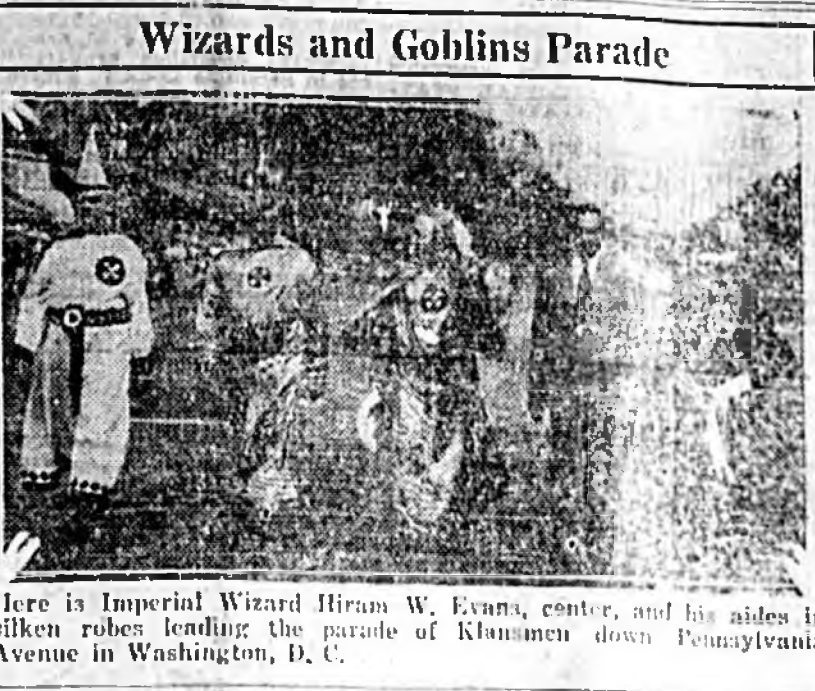 Wizards and Goblins Parade
Here is Imperial Wizard Hiram W. Evans, center, and his aides in
silken robes leading the parade of Klansmen down Pennsylvania
Avenue in Washington, D. C.